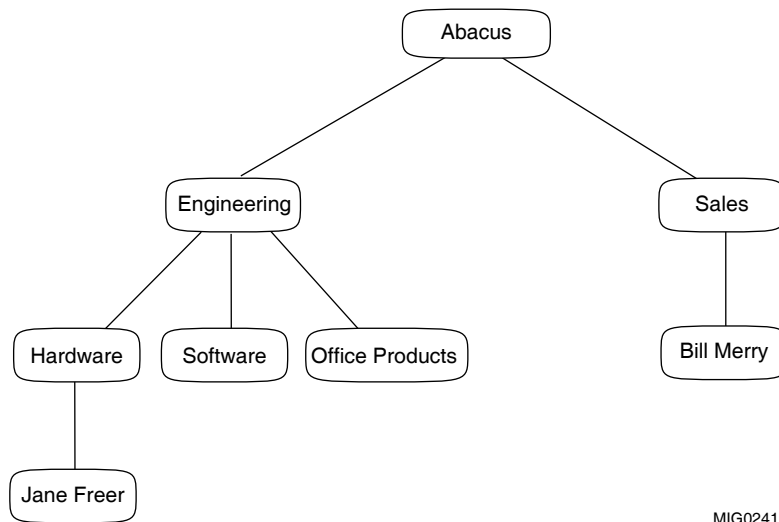 Abacus
Engineering
Sales
Hardware
Software
Office Products
Bill Merry
Jane Freer
MIG0241